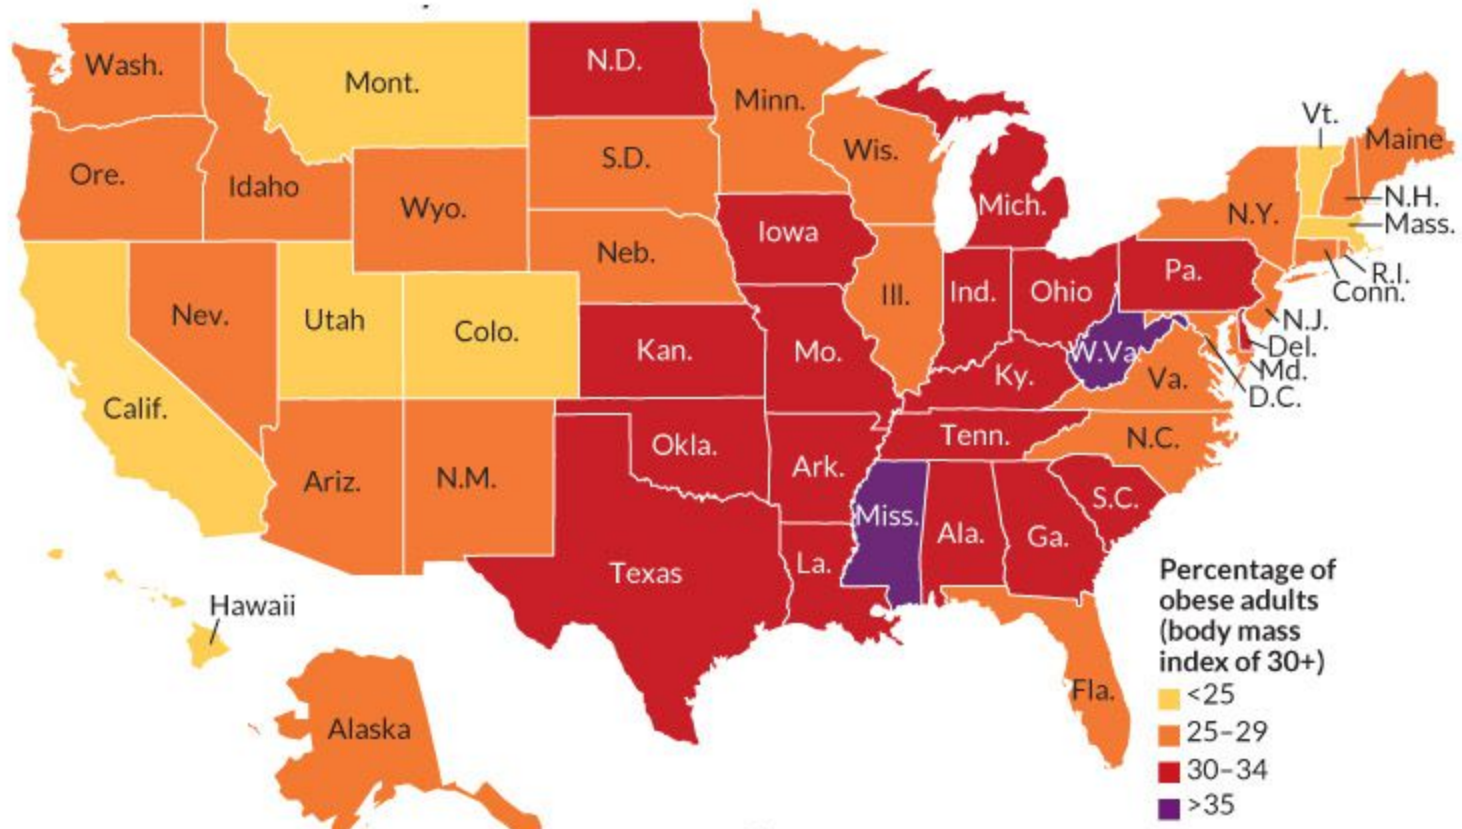 Wash.
Mont.
N.D.
Minn.
Vt.
Maine
Ore.
Idaho
S.D.
Wis.
Wyo.
Mich.
N.Y.
N.H.
Mass.
Iowa
Neb.
Pa.
R.I.
Conn.
Nev.
Utah
Colo.
Ill.
Ind.
Ohio
N.J.
Del.
Kan.
Mo.
W.Va.
Md.
Ky.
Va.
D.C.
Calif.
Tenn.
N.C.
Okla.
Ariz.
N.M.
Ark.
S.C.
Miss.
Ala.
Ga.
La.
Texas
Hawaii
Alaska
Fla.
Percentage of
obese adults
(body mass
index of 30+)
<25
25–29
30–34
>35